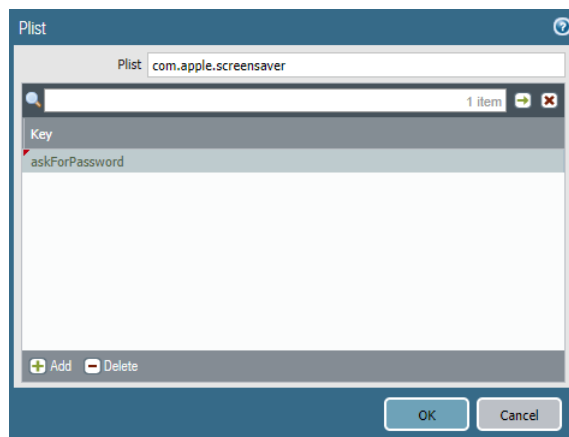 Plist
Plist com.apple.screensaver
1 item
Key
askForPassword
Add Delete
OK Cancel